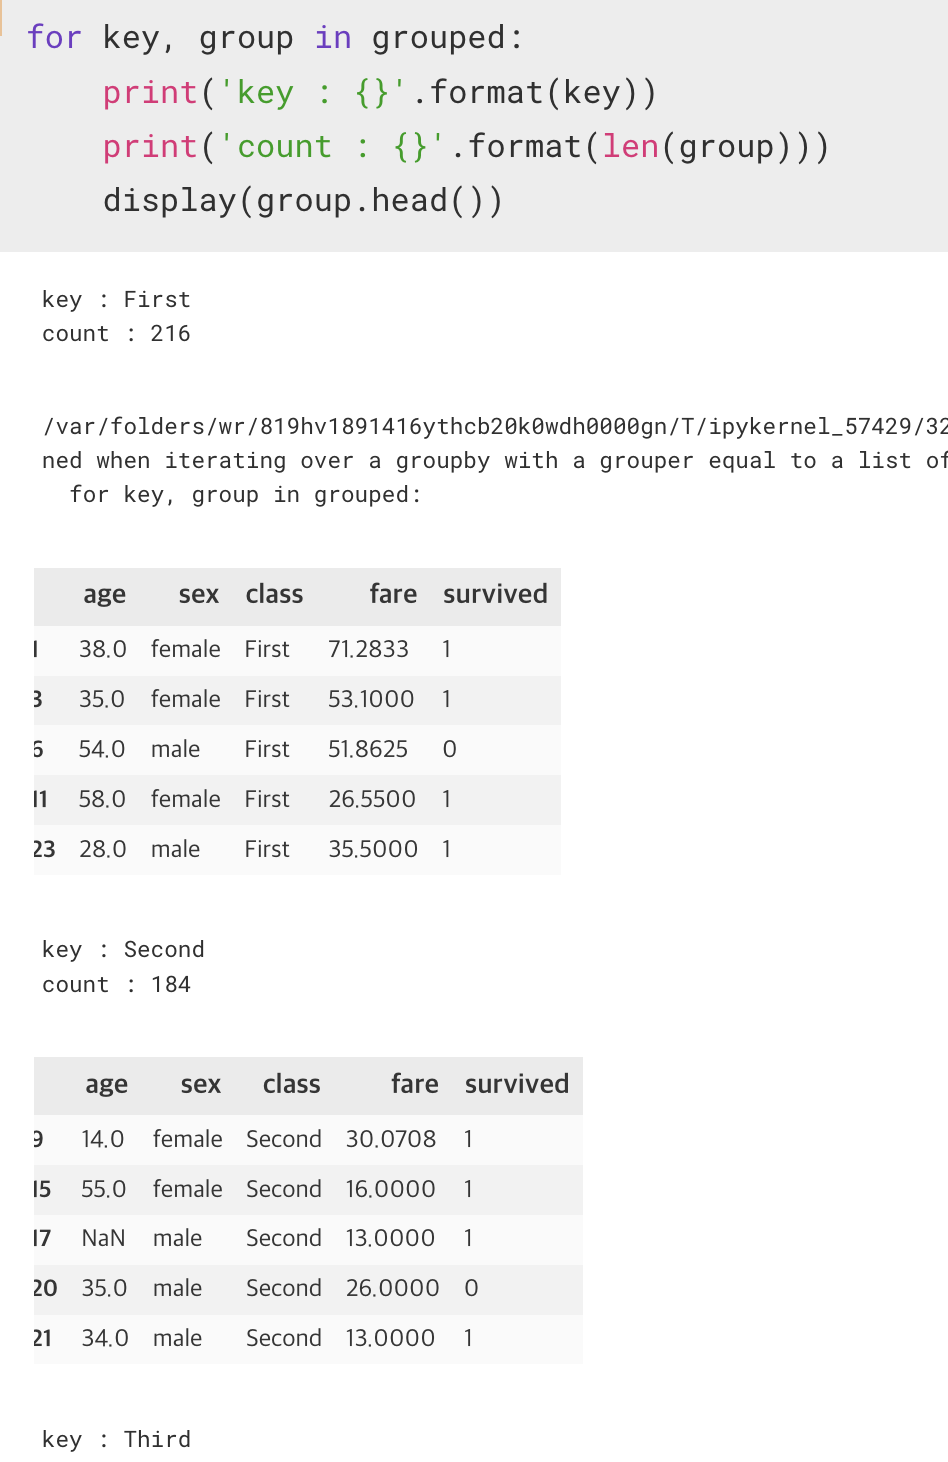 for key, group in grouped:
    print('key : {}'.format(key))
    print('count : {}'.format(len(group)))
    display(group.head())
key : First
count : 216
/var/folders/wr/819hv1891416ythcb20k0wdh0000gn/T/ipykernel_57429/32
ned when iterating over a groupby with a grouper equal to a list of
  for key, group in grouped:
age sex class fare survived
1 38.0 female First 71.2833 1
3 35.0 female First 53.1000 1
6 54.0 male First 51.8625 0
11 58.0 female First 26.5500 1
23 28.0 male First 35.5000 1
key : Second
count : 184
age sex class fare survived
9 14.0 female Second 30.0708 1
15 55.0 female Second 16.0000 1
17 NaN male Second 13.0000 1
20 35.0 male Second 26.0000 0
21 34.0 male Second 13.0000 1
key : Third